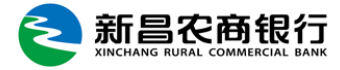 新昌农商银行
XINCHANG RURAL COMMERCIAL BANK